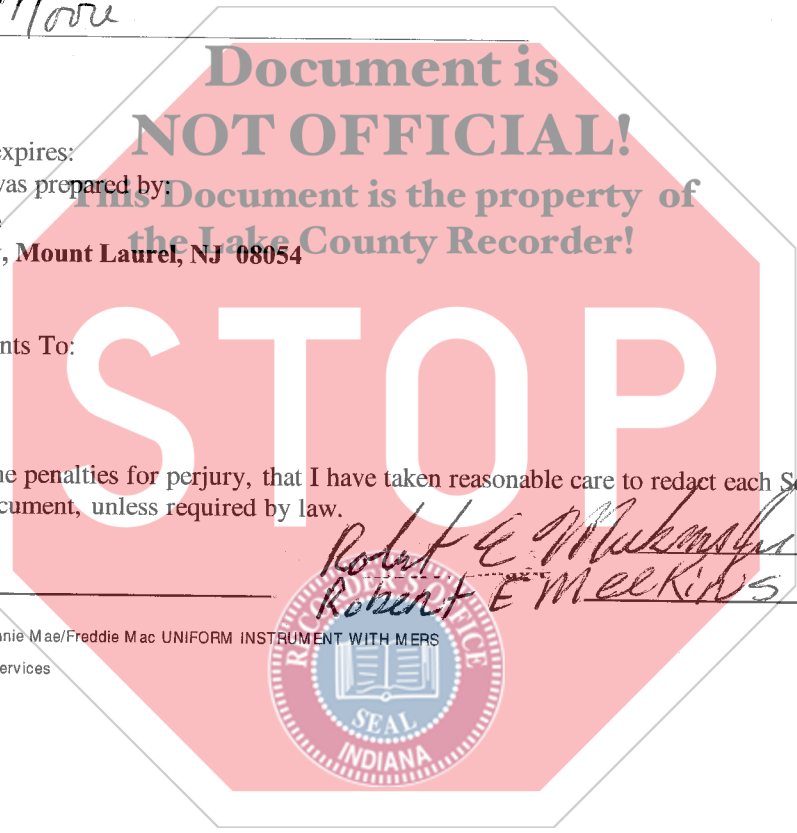 Moore
Document is
NOT OFFICIAL!
expires:
was prepared by:
This Document is the property of
the Lake County Recorder!
, Mount Laurel, NJ 08054
STOP
nts To:
he penalties for perjury, that I have taken reasonable care to redact each S
cument, unless required by law.
Robert E Meekins Jr
Robert E Meekins
nnie Mae/Freddie Mac UNIFORM INSTRUMENT WITH MERS
ervices
RECORDER'S OFFICE
SEAL
INDIANA